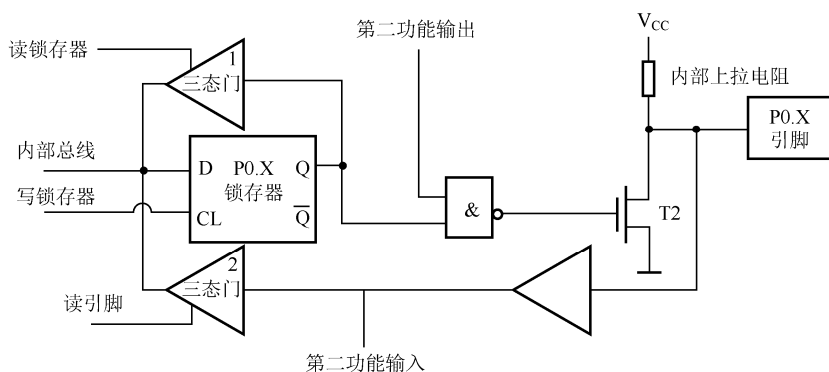 第二功能输出
V_CC
读锁存器
1
三态门
内部上拉电阻
P0.X
引脚
内部总线
D
P0.X
锁存器
Q
写锁存器
CL
Q̅
&
T2
2
三态门
读引脚
第二功能输入